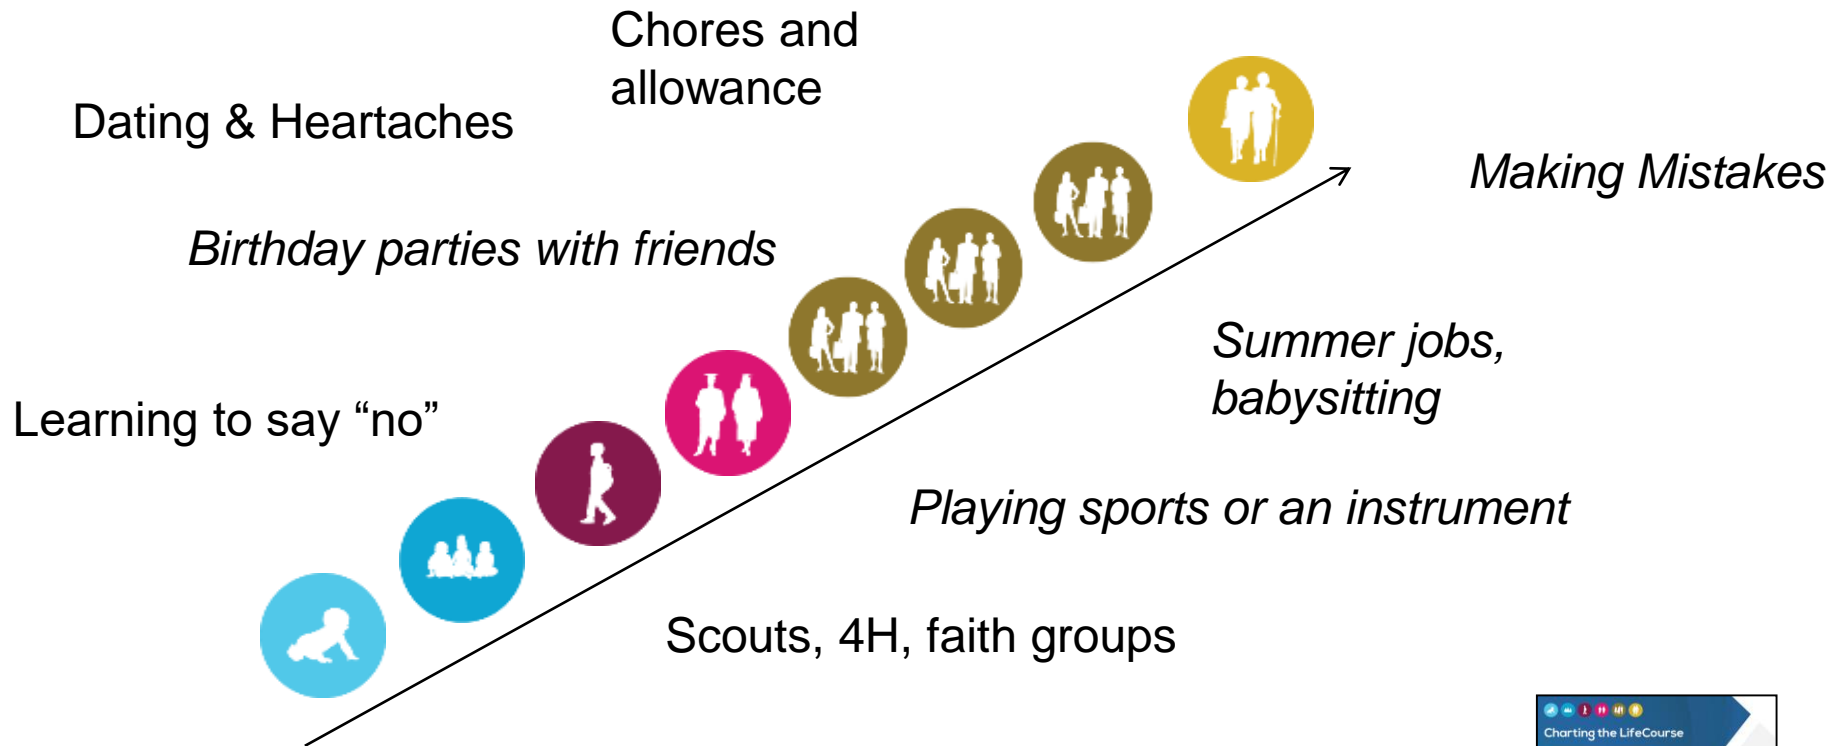 Chores and
allowance
Dating & Heartaches
Making Mistakes
Birthday parties with friends
Summer jobs,
babysitting
Learning to say “no”
Playing sports or an instrument
Scouts, 4H, faith groups
Charting the LifeCourse